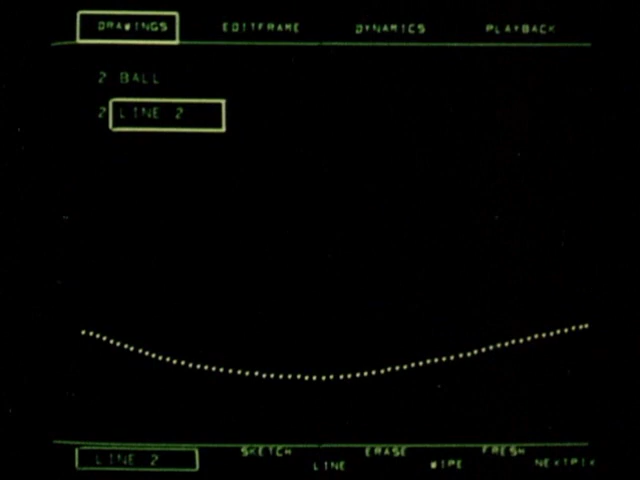 DRAWINGS EDITFRAME DYNAMICS PLAYBACK
2 BALL
2 LINE 2
LINE 2 SKETCH LINE ERASE WIPE FRESH NEXTPIX